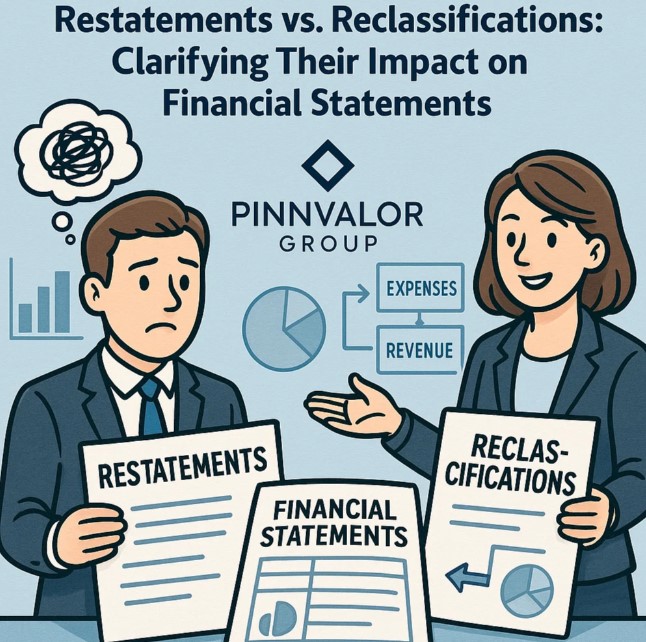 Restatements vs. Reclassifications:
Clarifying Their Impact on
Financial Statements
PINNVALOR
GROUP
EXPENSES
REVENUE
RESTATEMENTS
FINANCIAL
STATEMENTS
RECLAS-
CIFICATIONS